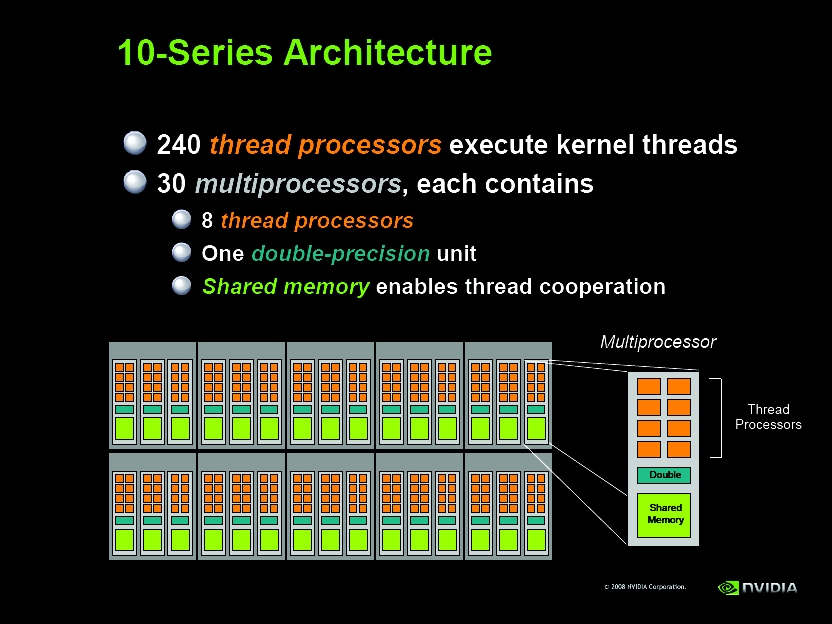 10-Series Architecture
240 thread processors execute kernel threads
30 multiprocessors, each contains
8 thread processors
One double-precision unit
Shared memory enables thread cooperation
Multiprocessor
Thread
Processors
Double
Shared
Memory
© 2008 NVIDIA Corporation.
NVIDIA